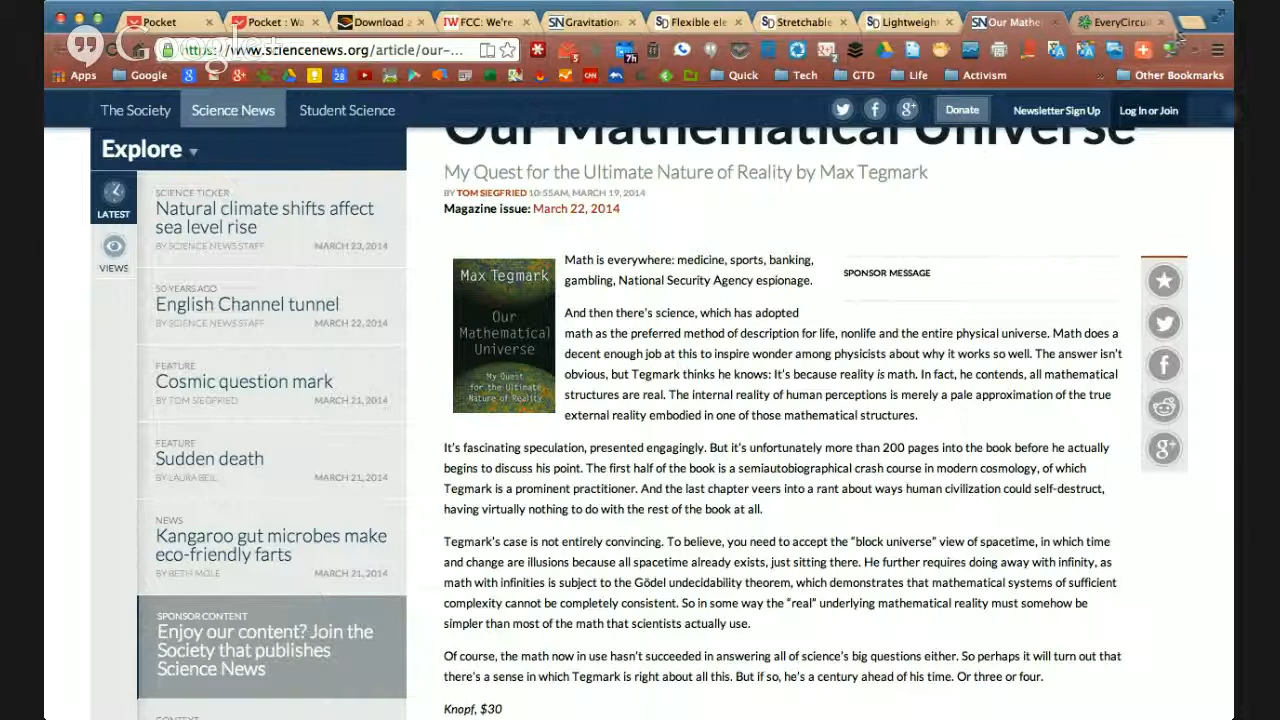 Pocket
Pocket : Wa
Download a
FCC: We're
Gravitation
Flexible ele
Stretchable
Lightweight
Our Mathe
EveryCircui
Google+
https://www.sciencenews.org/article/our-...
5
7h
2
Apps
Google
28
Quick
Tech
GTD
Life
Activism
Other Bookmarks
The Society
Science News
Student Science
Donate
Newsletter Sign Up
Log In or Join
Explore
LATEST
VIEWS
SCIENCE TICKER
Natural climate shifts affect
sea level rise
BY SCIENCE NEWS STAFF MARCH 23, 2014
50 YEARS AGO
English Channel tunnel
BY SCIENCE NEWS STAFF MARCH 22, 2014
FEATURE
Cosmic question mark
BY TOM SIEGFRIED MARCH 21, 2014
FEATURE
Sudden death
BY LAURA BEIL MARCH 21, 2014
NEWS
Kangaroo gut microbes make
eco-friendly farts
BY BETH MOLE MARCH 21, 2014
SPONSOR CONTENT
Enjoy our content? Join the
Society that publishes
Science News
Our Mathematical Universe
My Quest for the Ultimate Nature of Reality by Max Tegmark
BY TOM SIEGFRIED 10:55AM, MARCH 19, 2014
Magazine issue: March 22, 2014
Max Tegmark
Our
Mathematical
Universe
My Quest
for the Ultimate
Nature of Reality
SPONSOR MESSAGE
Math is everywhere: medicine, sports, banking,
gambling, National Security Agency espionage.
And then there's science, which has adopted
math as the preferred method of description for life, nonlife and the entire physical universe. Math does a
decent enough job at this to inspire wonder among physicists about why it works so well. The answer isn't
obvious, but Tegmark thinks he knows: It's because reality is math. In fact, he contends, all mathematical
structures are real. The internal reality of human perceptions is merely a pale approximation of the true
external reality embodied in one of those mathematical structures.
It's fascinating speculation, presented engagingly. But it's unfortunately more than 200 pages into the book before he actually
begins to discuss his point. The first half of the book is a semiautobiographical crash course in modern cosmology, of which
Tegmark is a prominent practitioner. And the last chapter veers into a rant about ways human civilization could self-destruct,
having virtually nothing to do with the rest of the book at all.
Tegmark's case is not entirely convincing. To believe, you need to accept the "block universe" view of spacetime, in which time
and change are illusions because all spacetime already exists, just sitting there. He further requires doing away with infinity, as
math with infinities is subject to the Gödel undecidability theorem, which demonstrates that mathematical systems of sufficient
complexity cannot be completely consistent. So in some way the "real" underlying mathematical reality must somehow be
simpler than most of the math that scientists actually use.
Of course, the math now in use hasn't succeeded in answering all of science's big questions either. So perhaps it will turn out that
there's a sense in which Tegmark is right about all this. But if so, he's a century ahead of his time. Or three or four.
Knopf, $30